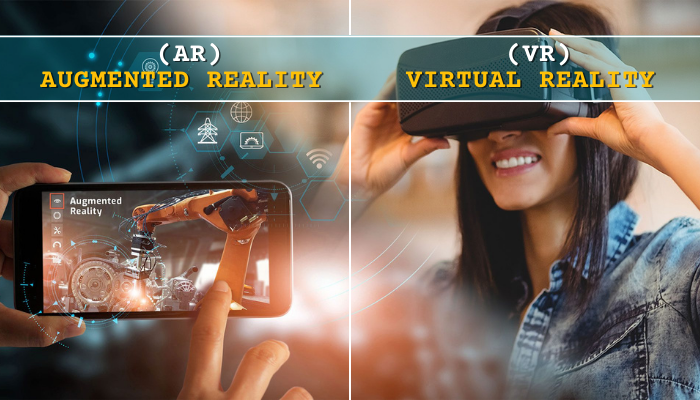 (AR)
AUGMENTED REALITY
(VR)
VIRTUAL REALITY
Augmented
Reality